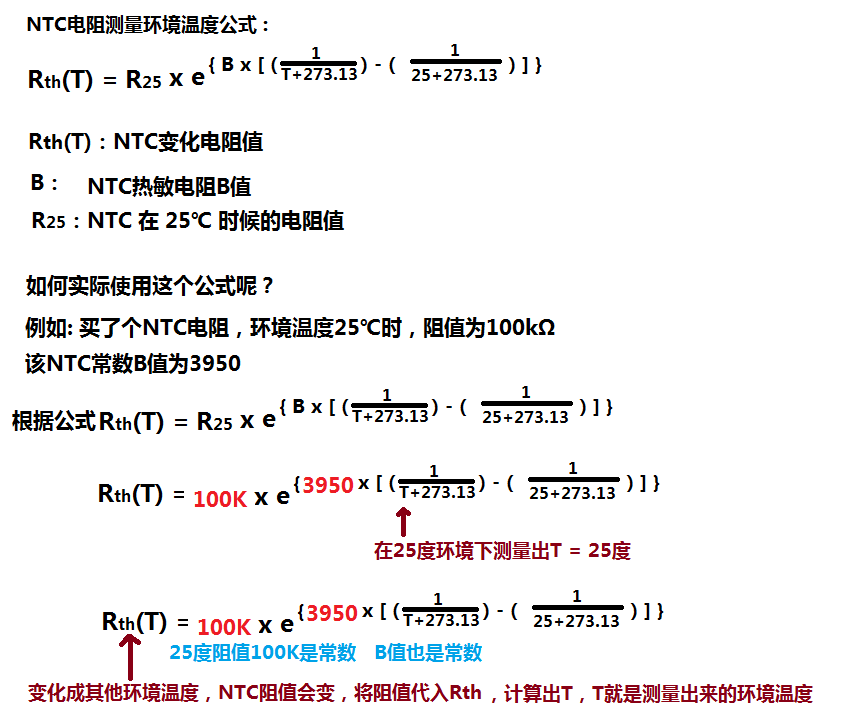 NTC电阻测量环境温度公式：
Rth(T) = R25 x e{ B x [ (1/T+273.13) - ( 1/25+273.13 ) ] }
Rth(T)：NTC变化电阻值
B： NTC热敏电阻B值
R25：NTC 在 25℃ 时候的电阻值
如何实际使用这个公式呢？
例如: 买了个NTC电阻，环境温度25℃时，阻值为100kΩ
该NTC常数B值为3950
根据公式Rth(T) = R25 x e{ B x [ (1/T+273.13) - ( 1/25+273.13 ) ] }
Rth(T) = 100K x e{3950 x [ (1/T+273.13) - ( 1/25+273.13 ) ] }
在25度环境下测量出T = 25度
Rth(T) = 100K x e{3950 x [ (1/T+273.13) - ( 1/25+273.13 ) ] }
25度阻值100K是常数 B值也是常数
变化成其他环境温度，NTC阻值会变，将阻值代入Rth，计算出T，T就是测量出来的环境温度